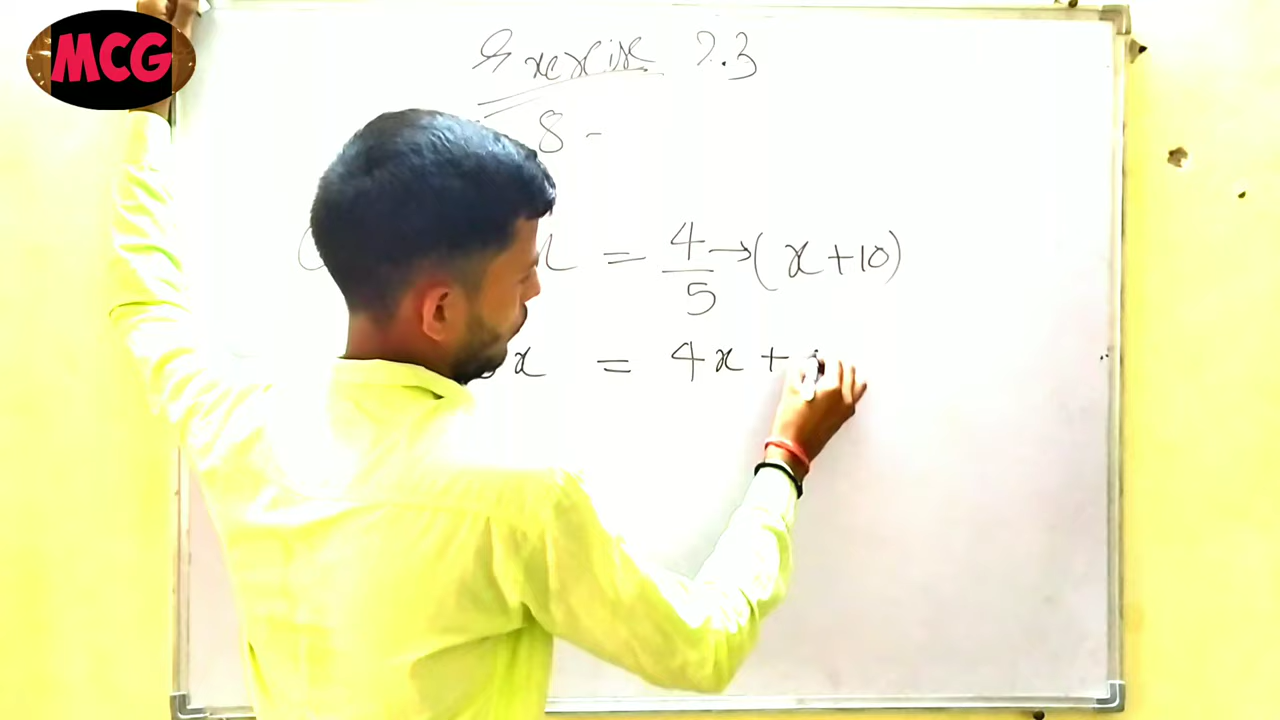 MCG
Exercise 2.3
8 -
x = 4/5 → (x + 10)
x = 4x +